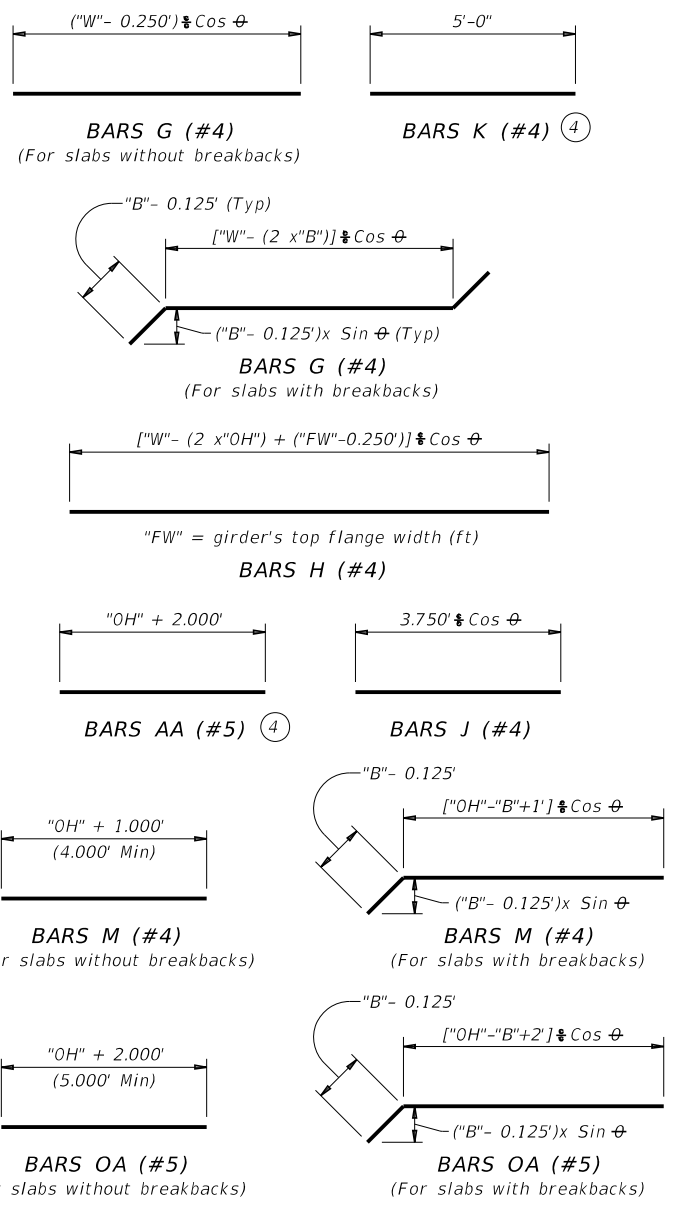 ("W"- 0.250') ÷ Cos θ
5'-0"
BARS G (#4)
BARS K (#4) 4
(For slabs without breakbacks)
"B"- 0.125' (Typ)
["W"- (2 x"B")] ÷ Cos θ
("B"- 0.125')x Sin θ (Typ)
BARS G (#4)
(For slabs with breakbacks)
["W"- (2 x"OH") + ("FW"-0.250')] ÷ Cos θ
"FW" = girder's top flange width (ft)
BARS H (#4)
"OH" + 2.000'
3.750' ÷ Cos θ
BARS AA (#5) 4
BARS J (#4)
"B"- 0.125'
["OH"-"B"+1'] ÷ Cos θ
"OH" + 1.000'
(4.000' Min)
("B"- 0.125')x Sin θ
BARS M (#4)
BARS M (#4)
r slabs without breakbacks)
(For slabs with breakbacks)
"B"- 0.125'
["OH"-"B"+2'] ÷ Cos θ
"OH" + 2.000'
(5.000' Min)
("B"- 0.125')x Sin θ
BARS OA (#5)
BARS OA (#5)
slabs without breakbacks)
(For slabs with breakbacks)